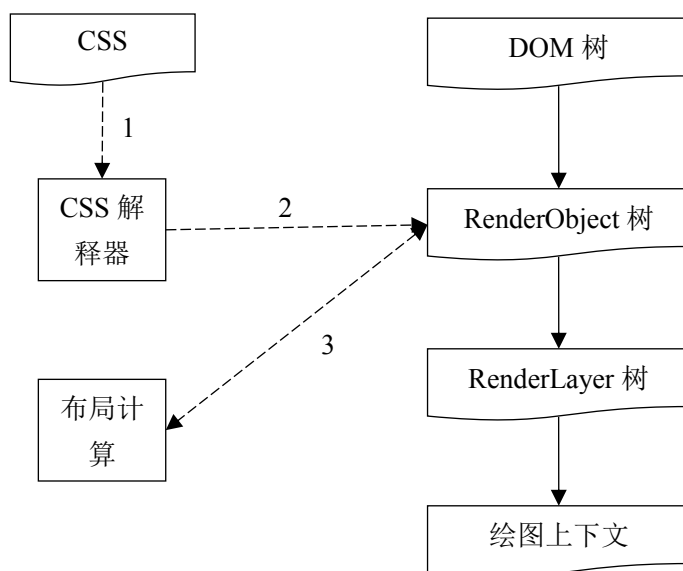 CSS
DOM 树
1
CSS 解
释器
2
RenderObject 树
3
布局计
算
RenderLayer 树
绘图上下文